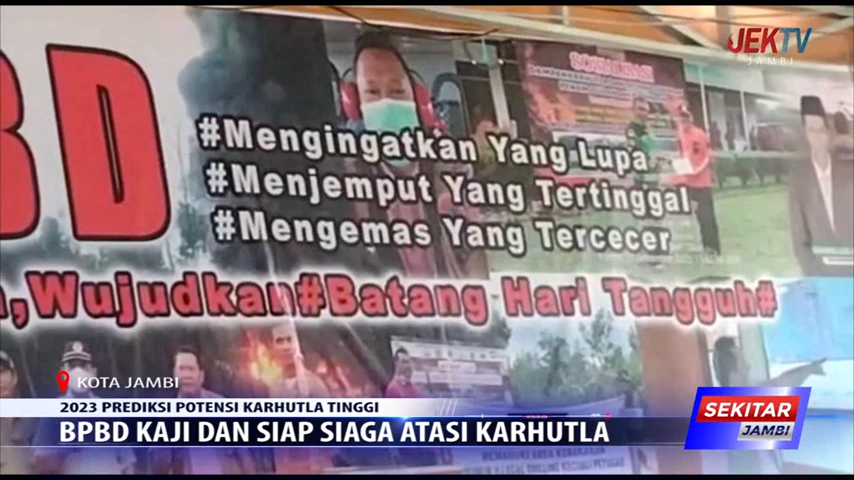 JEKTV
JAMBI
BD
SOSIALISASI
#Mengingatkan Yang Lupa
#Menjemput Yang Tertinggal
#Mengemas Yang Tercecer
,Wujudkan#Batang Hari Tangguh#
KOTA JAMBI
2023 PREDIKSI POTENSI KARHUTLA TINGGI
BPBD KAJI DAN SIAP SIAGA ATASI KARHUTLA
SEKITAR
JAMBI